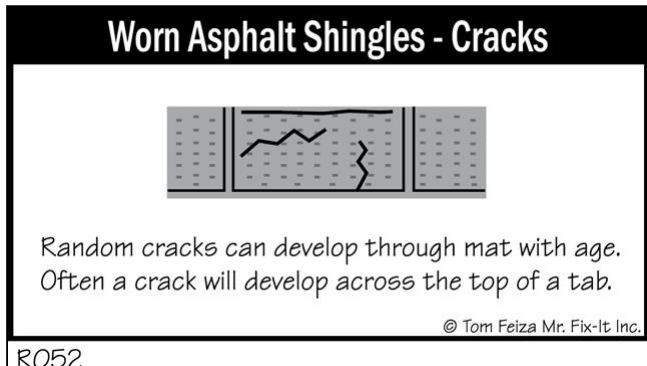 Worn Asphalt Shingles - Cracks
Random cracks can develop through mat with age.
Often a crack will develop across the top of a tab.
© Tom Feiza Mr. Fix-It Inc.
R052